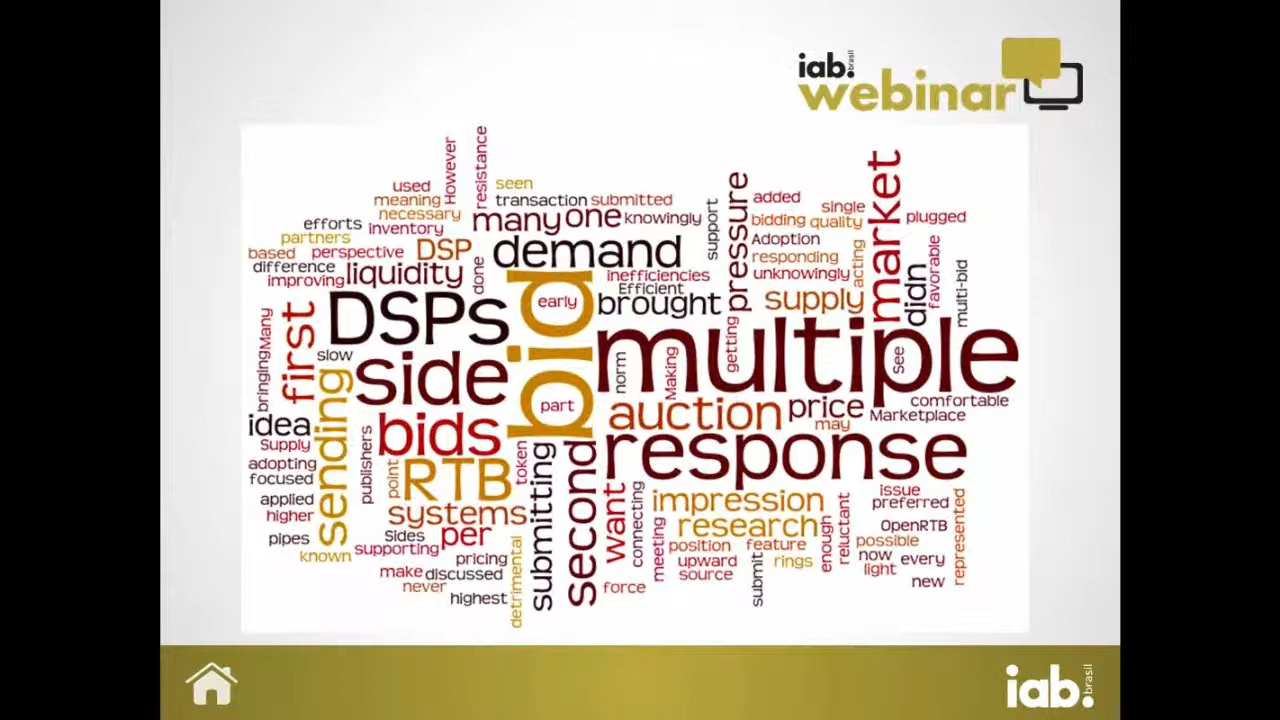 iab.brasil
webinar
However
resistance
used
seen
meaning
transaction
submitted
necessary
efforts
inventory
many
one
knowingly
support
pressure
added
single
market
bidding
quality
plugged
partners
based
perspective
DSP
demand
Adoption
difference
liquidity
done
inefficiencies
responding
acting
favorable
improving
Efficient
unknowingly
early
brought
supply
didn
multi-bid
Many
first
DSPs
bid
multiple
getting
slow
norm
Making
see
bringing
side
sending
part
auction
price
comfortable
Marketplace
idea
bids
may
Supply
response
publishers
adopting
point
RTB
token
submitting
second
focused
want
connecting
issue
applied
impression
preferred
higher
systems
research
enough
reluctant
OpenRTB
represented
pipes
Sides
per
meeting
position
feature
possible
known
supporting
pricing
upward
rings
now
every
make
discussed
source
submit
light
never
detrimental
force
new
highest
iab.brasil